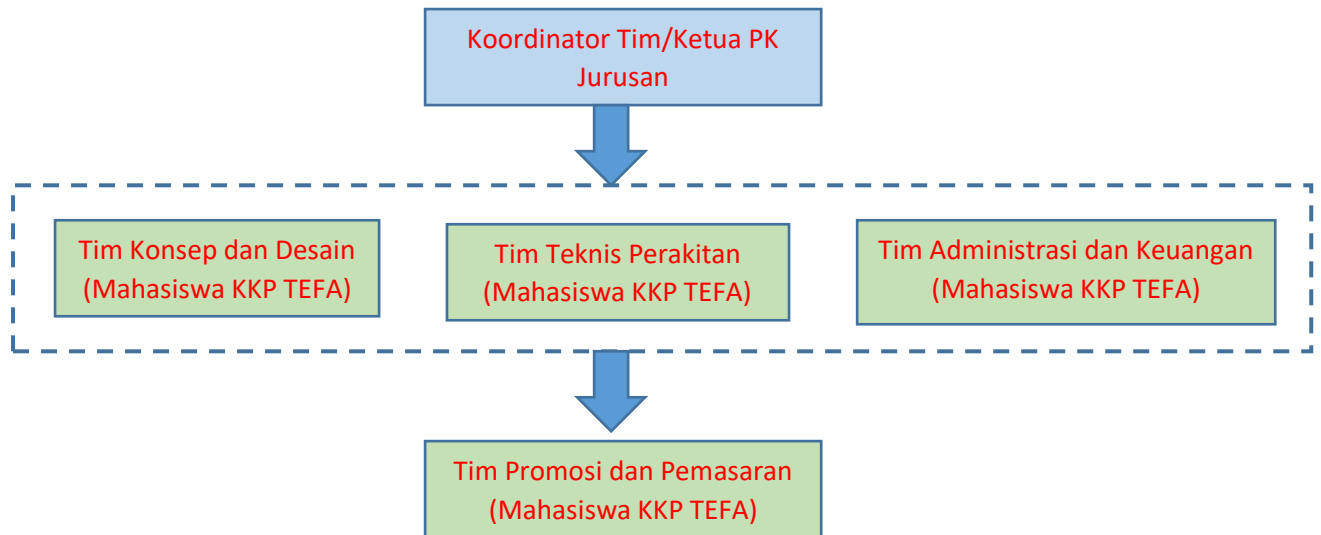 Koordinator Tim/Ketua PK
Jurusan
Tim Konsep dan Desain
(Mahasiswa KKP TEFA)
Tim Teknis Perakitan
(Mahasiswa KKP TEFA)
Tim Administrasi dan Keuangan
(Mahasiswa KKP TEFA)
Tim Promosi dan Pemasaran
(Mahasiswa KKP TEFA)